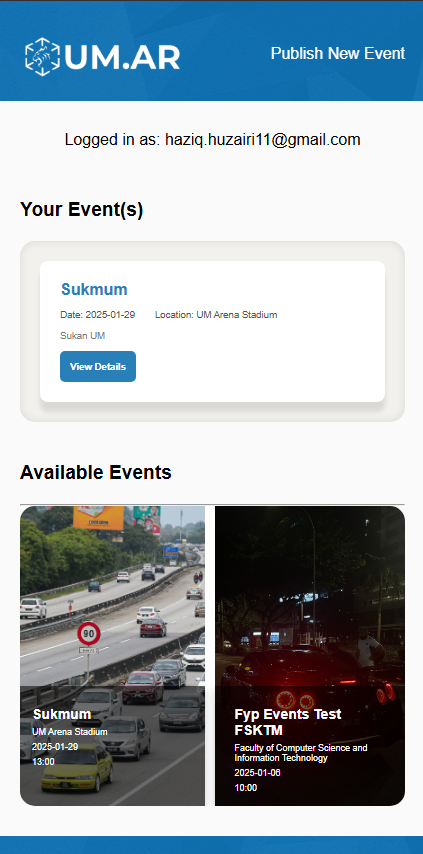 UM.AR
Publish New Event
Logged in as: haziq.huzairi11@gmail.com
Your Event(s)
Sukmum
Date: 2025-01-29
Location: UM Arena Stadium
Sukan UM
View Details
Available Events
90
Sukmum
UM Arena Stadium
2025-01-29
13:00
Fyp Events Test
FSKTM
Faculty of Computer Science and
Information Technology
2025-01-06
10:00